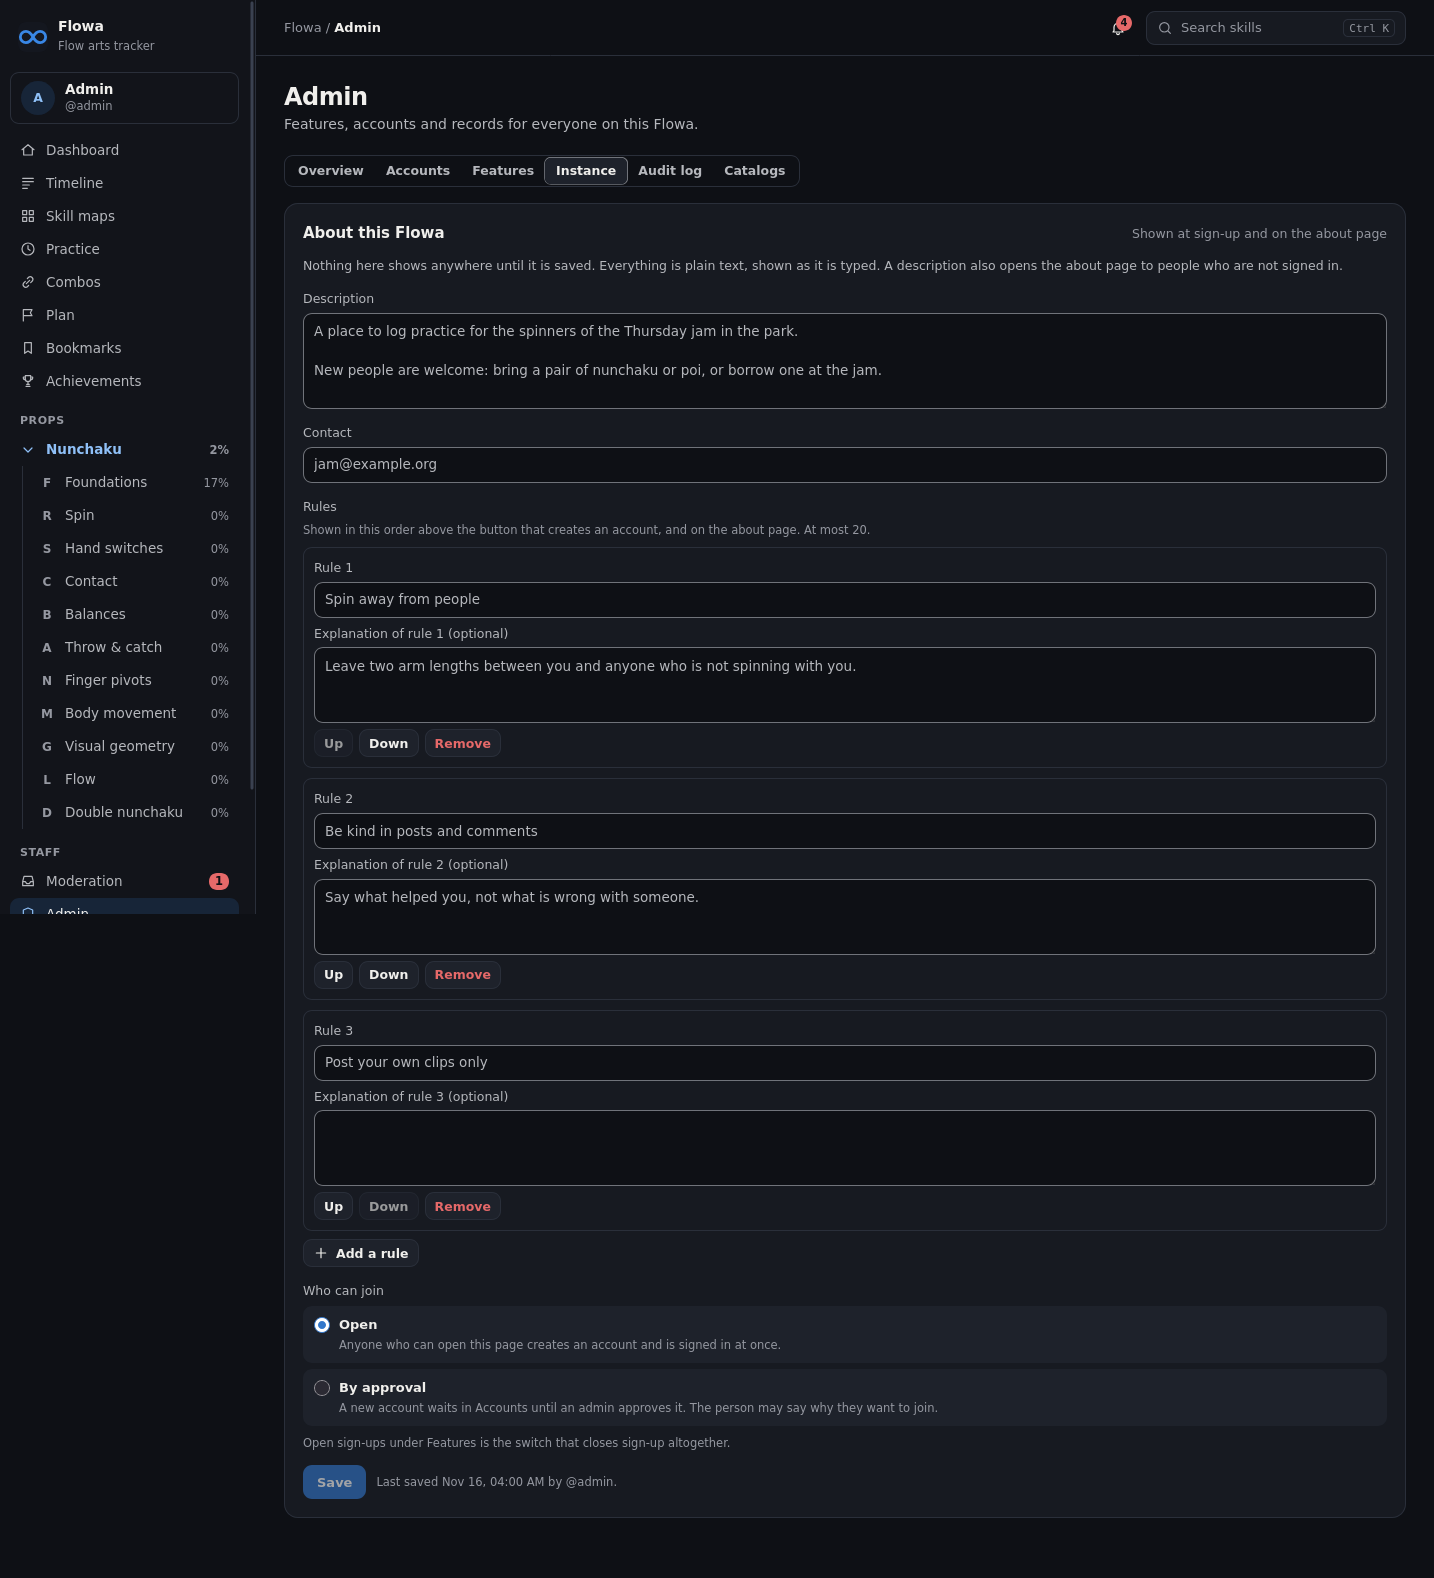 Flowa
Flow arts tracker
A
Admin
@admin
Dashboard
Timeline
Skill maps
Practice
Combos
Plan
Bookmarks
Achievements
PROPS
Nunchaku 2%
F Foundations 17%
R Spin 0%
S Hand switches 0%
C Contact 0%
B Balances 0%
A Throw & catch 0%
N Finger pivots 0%
M Body movement 0%
G Visual geometry 0%
L Flow 0%
D Double nunchaku 0%
STAFF
Moderation 1
Admin
Flowa / Admin
4
Search skills Ctrl K
Admin
Features, accounts and records for everyone on this Flowa.
Overview Accounts Features Instance Audit log Catalogs
About this Flowa
Shown at sign-up and on the about page
Nothing here shows anywhere until it is saved. Everything is plain text, shown as it is typed. A description also opens the about page to people who are not signed in.
Description
A place to log practice for the spinners of the Thursday jam in the park.
New people are welcome: bring a pair of nunchaku or poi, or borrow one at the jam.
Contact
jam@example.org
Rules
Shown in this order above the button that creates an account, and on the about page. At most 20.
Rule 1
Spin away from people
Explanation of rule 1 (optional)
Leave two arm lengths between you and anyone who is not spinning with you.
Up Down Remove
Rule 2
Be kind in posts and comments
Explanation of rule 2 (optional)
Say what helped you, not what is wrong with someone.
Up Down Remove
Rule 3
Post your own clips only
Explanation of rule 3 (optional)
Up Down Remove
Add a rule
Who can join
Open
Anyone who can open this page creates an account and is signed in at once.
By approval
A new account waits in Accounts until an admin approves it. The person may say why they want to join.
Open sign-ups under Features is the switch that closes sign-up altogether.
Save Last saved Nov 16, 04:00 AM by @admin.